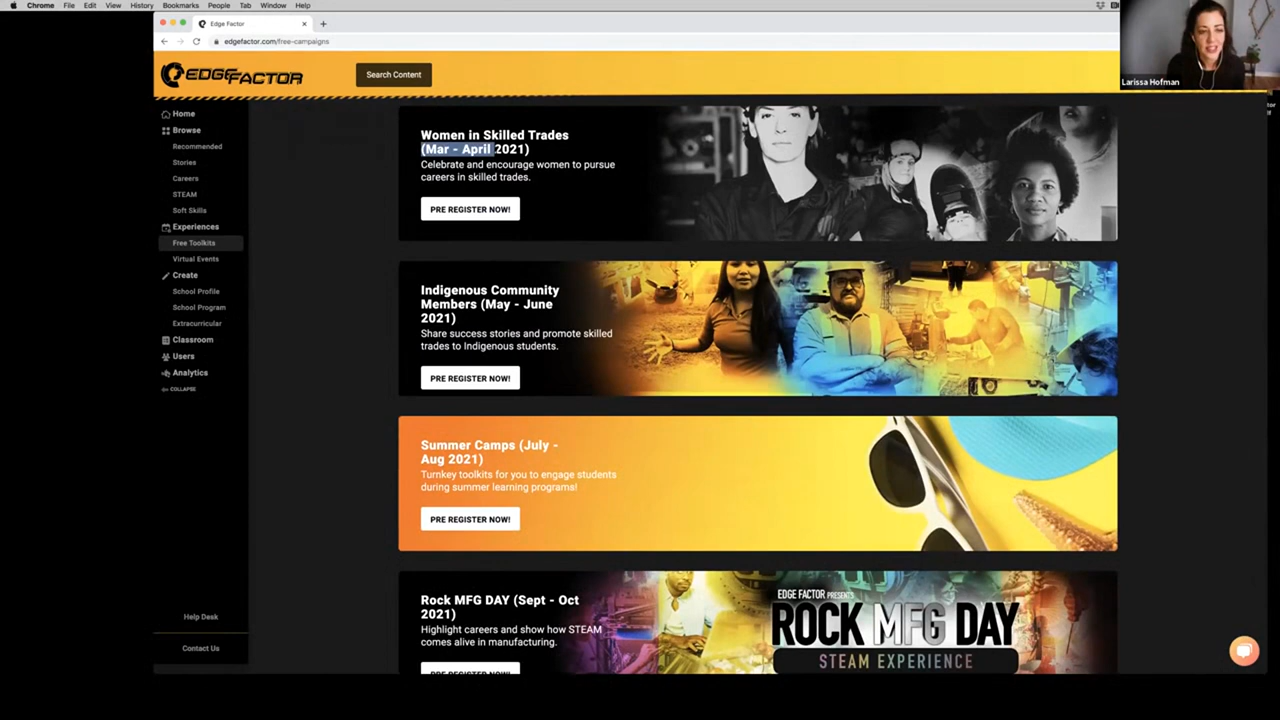 Chrome File Edit View History Bookmarks People Tab Window Help
Edge Factor
edgefactor.com/free-campaigns
EDGE FACTOR
Search Content
Larissa Hofman
Home
Browse
Recommended
Stories
Careers
STEAM
Soft Skills
Experiences
Free Toolkits
Virtual Events
Create
School Profile
School Program
Extracurricular
Classroom
Users
Analytics
COLLAPSE
Help Desk
Contact Us
Women in Skilled Trades
(Mar - April 2021)
Celebrate and encourage women to pursue
careers in skilled trades.
PRE REGISTER NOW!
Indigenous Community
Members (May - June
2021)
Share success stories and promote skilled
trades to Indigenous students.
PRE REGISTER NOW!
Summer Camps (July -
Aug 2021)
Turnkey toolkits for you to engage students
during summer learning programs!
PRE REGISTER NOW!
Rock MFG DAY (Sept - Oct
2021)
Highlight careers and show how STEAM
comes alive in manufacturing.
PRE REGISTER NOW!
EDGE FACTOR PRESENTS
ROCK MFG DAY
STEAM EXPERIENCE